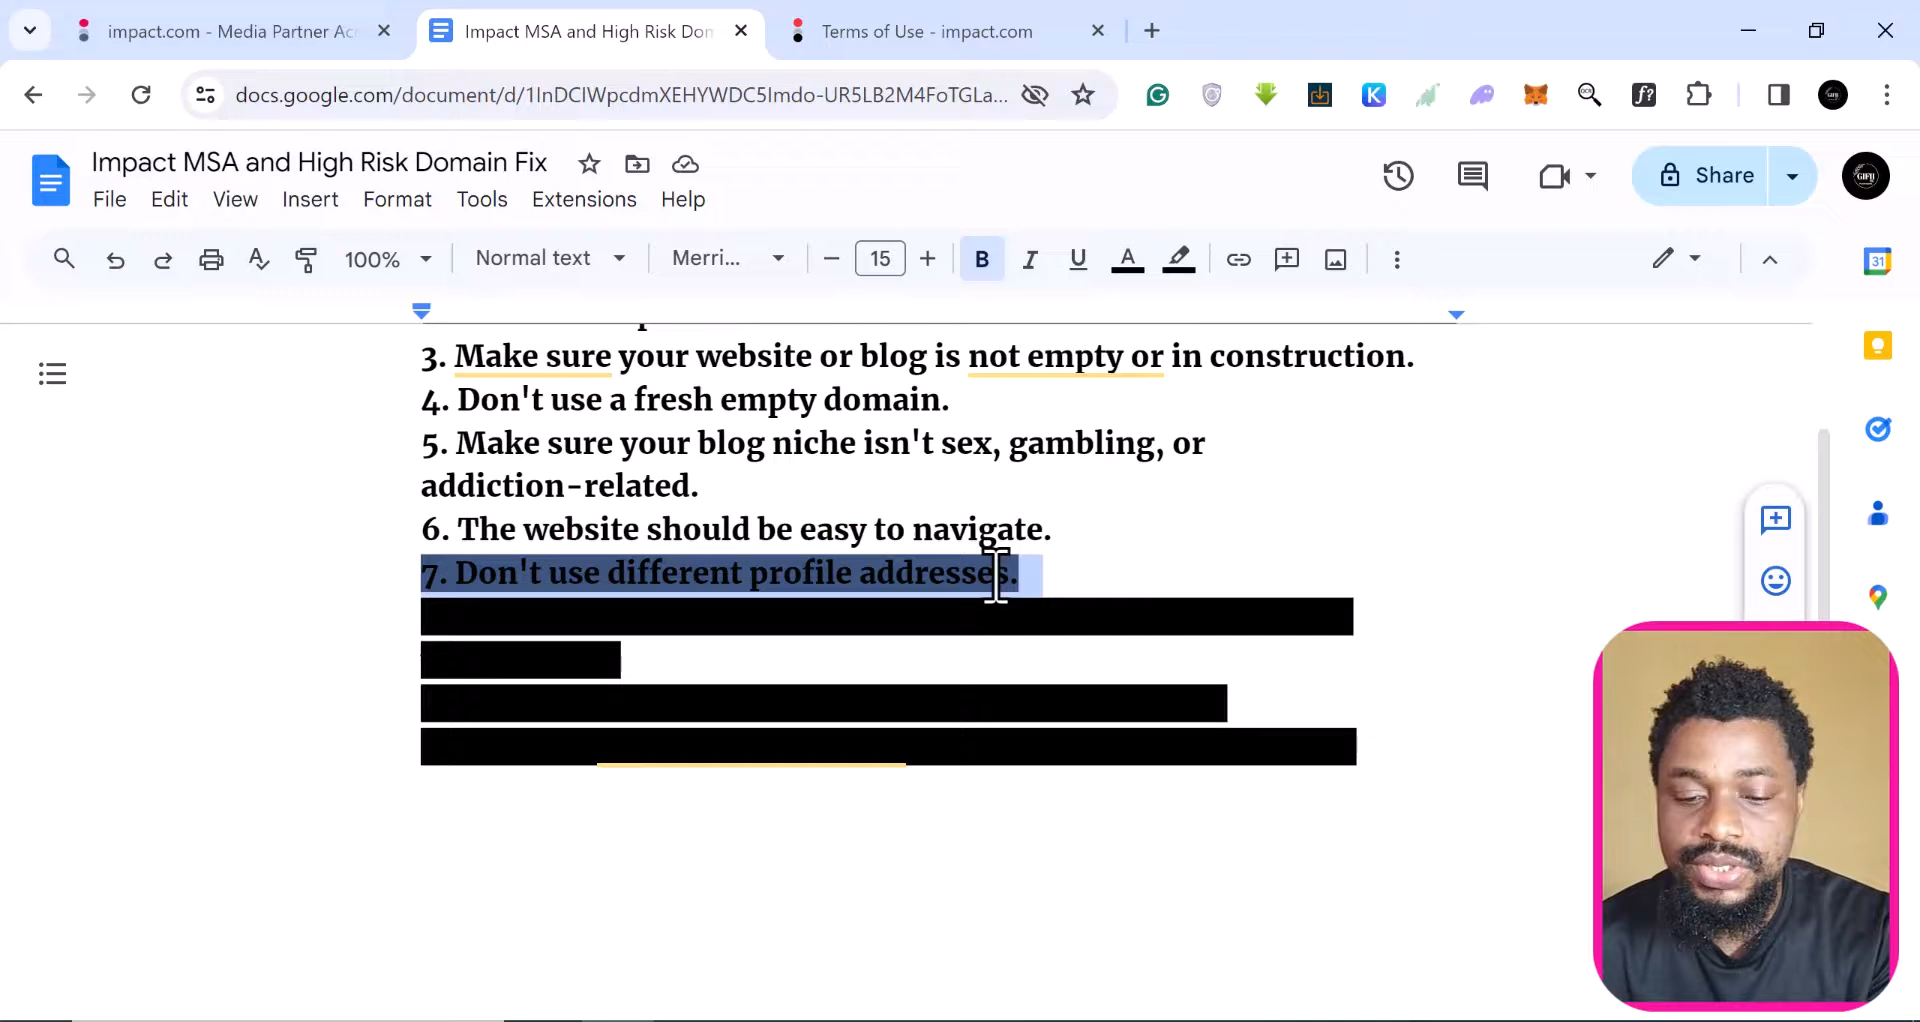 impact.com - Media Partner Ac
Impact MSA and High Risk Dom
Terms of Use - impact.com
docs.google.com/document/d/1lnDCIWpcdmXEHYWDC5Imdo-UR5LB2M4FoTGLa...
Impact MSA and High Risk Domain Fix
File Edit View Insert Format Tools Extensions Help
Share
100%
Normal text
Merri...
15
3. Make sure your website or blog is not empty or in construction.
4. Don't use a fresh empty domain.
5. Make sure your blog niche isn't sex, gambling, or
addiction-related.
6. The website should be easy to navigate.
7. Don't use different profile addresses.